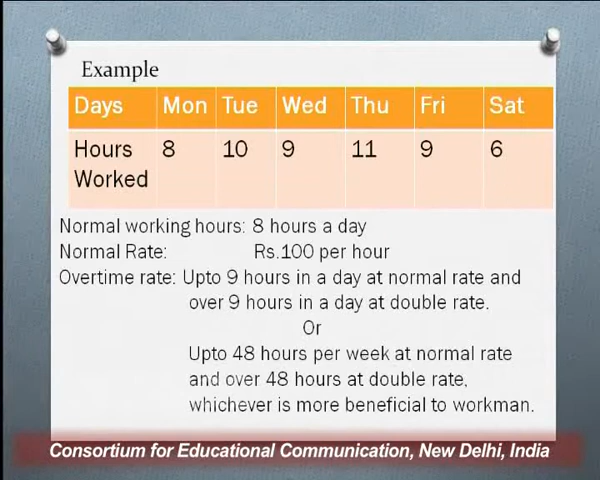 Example
Days Mon Tue Wed Thu Fri Sat
Hours Worked 8 10 9 11 9 6
Normal working hours: 8 hours a day
Normal Rate: Rs.100 per hour
Overtime rate: Upto 9 hours in a day at normal rate and
over 9 hours in a day at double rate.
Or
Upto 48 hours per week at normal rate
and over 48 hours at double rate,
whichever is more beneficial to workman.
Consortium for Educational Communication, New Delhi, India